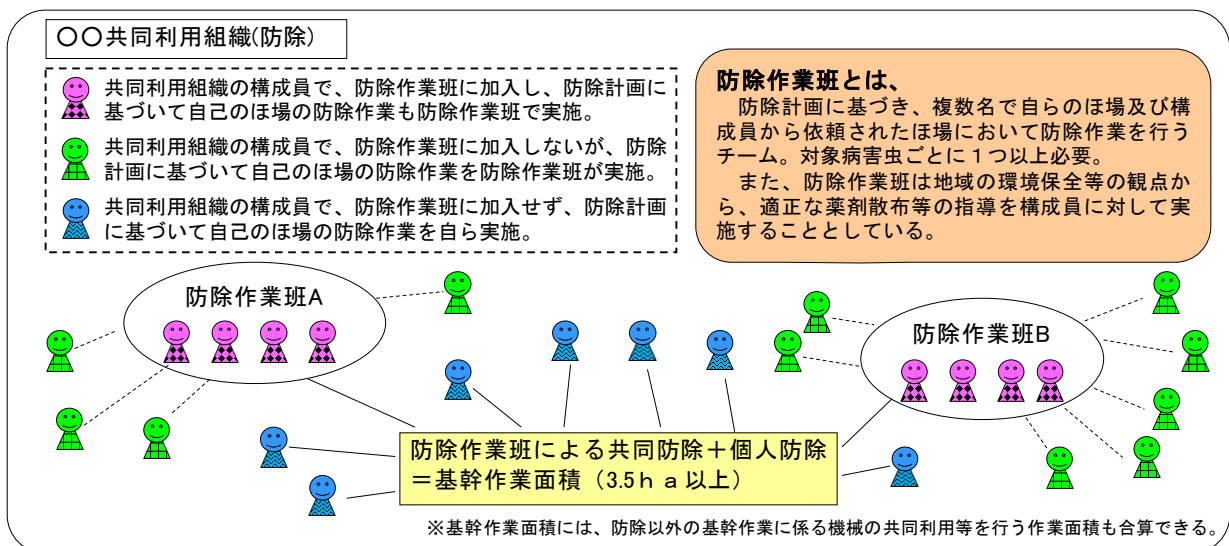 〇〇共同利用組織(防除)
共同利用組織の構成員で、防除作業班に加入し、防除計画に
基づいて自己のほ場の防除作業も防除作業班で実施。
共同利用組織の構成員で、防除作業班に加入しないが、防除
計画に基づいて自己のほ場の防除作業を防除作業班が実施。
共同利用組織の構成員で、防除作業班に加入せず、防除計画
に基づいて自己のほ場の防除作業を自ら実施。
防除作業班とは、
防除計画に基づき、複数名で自らのほ場及び構
成員から依頼されたほ場において防除作業を行う
チーム。対象病害虫ごとに１つ以上必要。
また、防除作業班は地域の環境保全等の観点か
ら、適正な薬剤散布等の指導を構成員に対して実
施することとしている。
防除作業班A
防除作業班B
防除作業班による共同防除＋個人防除
＝基幹作業面積（3.5ｈａ以上）
※基幹作業面積には、防除以外の基幹作業に係る機械の共同利用等を行う作業面積も合算できる。